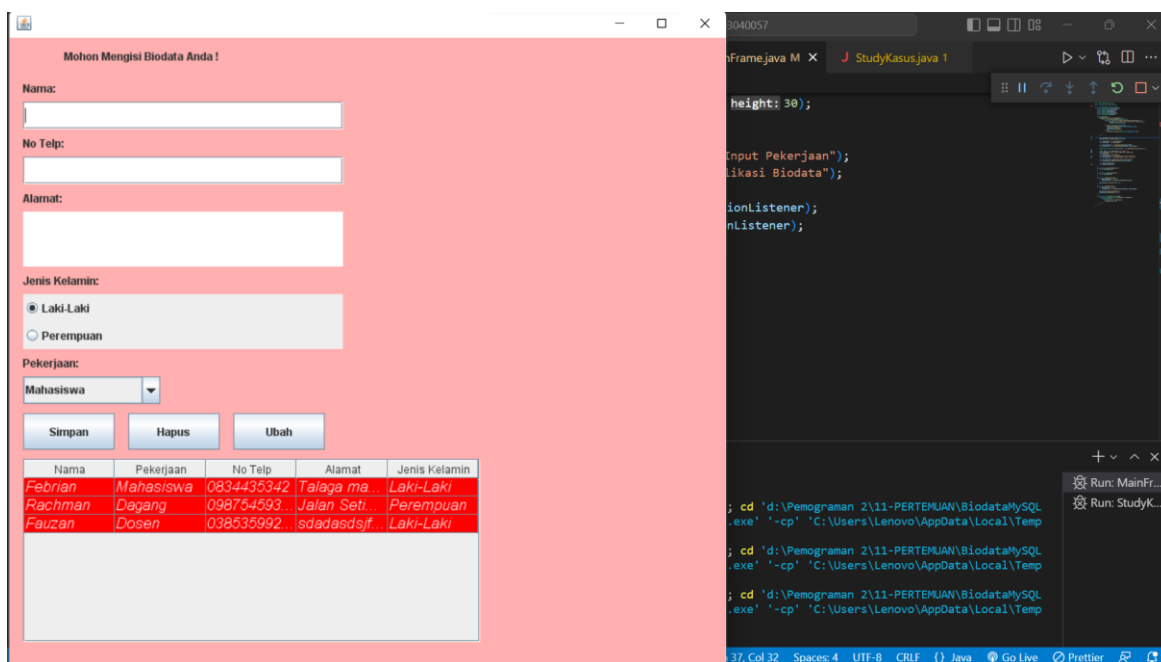 Mohon Mengisi Biodata Anda !
Nama:
No Telp:
Alamat:
Jenis Kelamin:
Laki-Laki
Perempuan
Pekerjaan:
Mahasiswa
Simpan Hapus Ubah
Nama Pekerjaan No Telp Alamat Jenis Kelamin
Febrian Mahasiswa 0834435342 Talaga ma... Laki-Laki
Rachman Dagang 098754593... Jalan Seti... Perempuan
Fauzan Dosen 038535992... sdadasdsjf... Laki-Laki
3040057
nFrame.java M J StudyKasus.java 1
height: 30);
Input Pekerjaan");
likasi Biodata");
ionListener);
nListener);
Run: MainFr...
Run: StudyK...
; cd 'd:\Pemograman 2\11-PERTEMUAN\BiodataMySQL
.exe' '-cp' 'C:\Users\Lenovo\AppData\Local\Temp
; cd 'd:\Pemograman 2\11-PERTEMUAN\BiodataMySQL
.exe' '-cp' 'C:\Users\Lenovo\AppData\Local\Temp
; cd 'd:\Pemograman 2\11-PERTEMUAN\BiodataMySQL
.exe' '-cp' 'C:\Users\Lenovo\AppData\Local\Temp
37, Col 32 Spaces: 4 UTF-8 CRLF {} Java Go Live Prettier